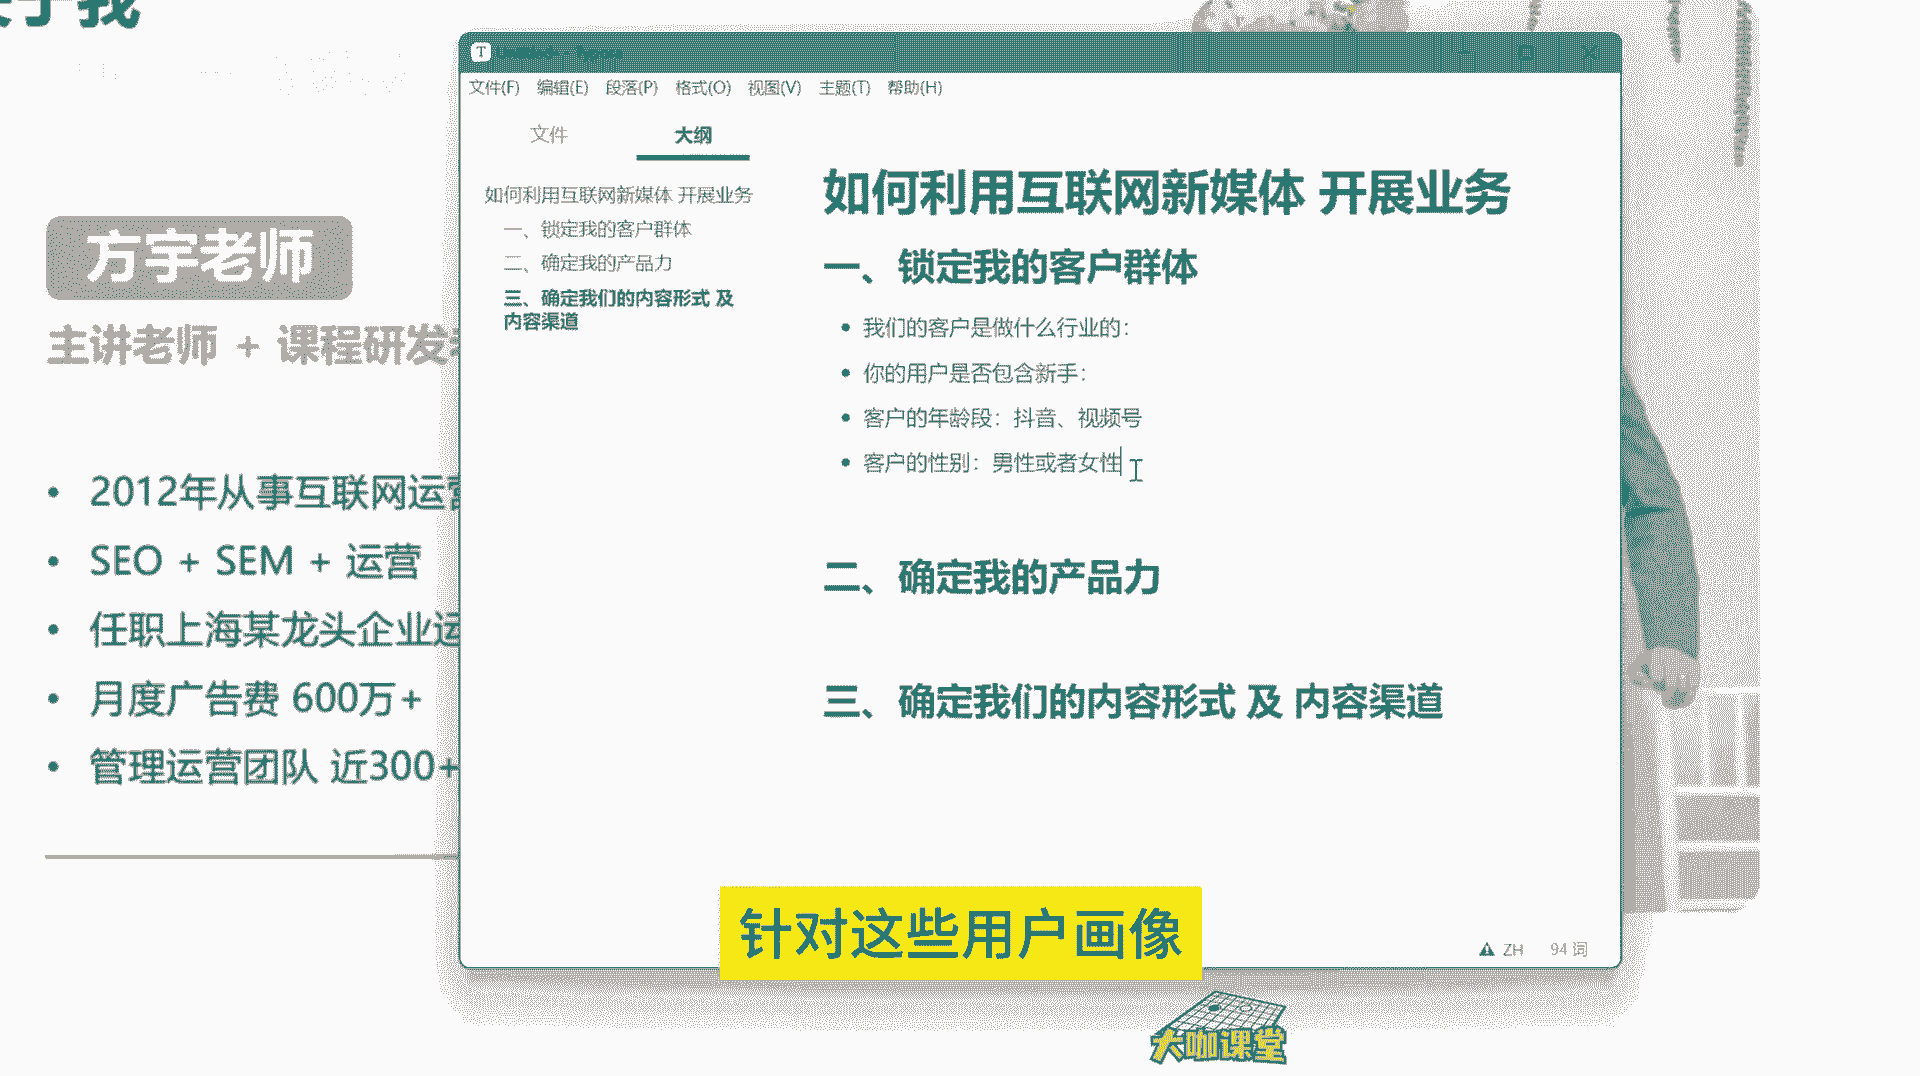 方宇老师
主讲老师 + 课程研发
2012年从事互联网运营
SEO + SEM + 运营
任职上海某龙头企业运
月度广告费 600万+
管理运营团队 近300+
文件(F) 编辑(E) 段落(P) 格式(O) 视图(V) 主题(T) 帮助(H)
文件 大纲
如何利用互联网新媒体 开展业务
一、锁定我的客户群体
二、确定我的产品力
三、确定我们的内容形式 及
内容渠道
如何利用互联网新媒体 开展业务
一、锁定我的客户群体
我们的客户是做什么行业的：
你的用户是否包含新手：
客户的年龄段：抖音、视频号
客户的性别：男性或者女性
二、确定我的产品力
三、确定我们的内容形式 及 内容渠道
针对这些用户画像
ZH 94 词
大咖课堂